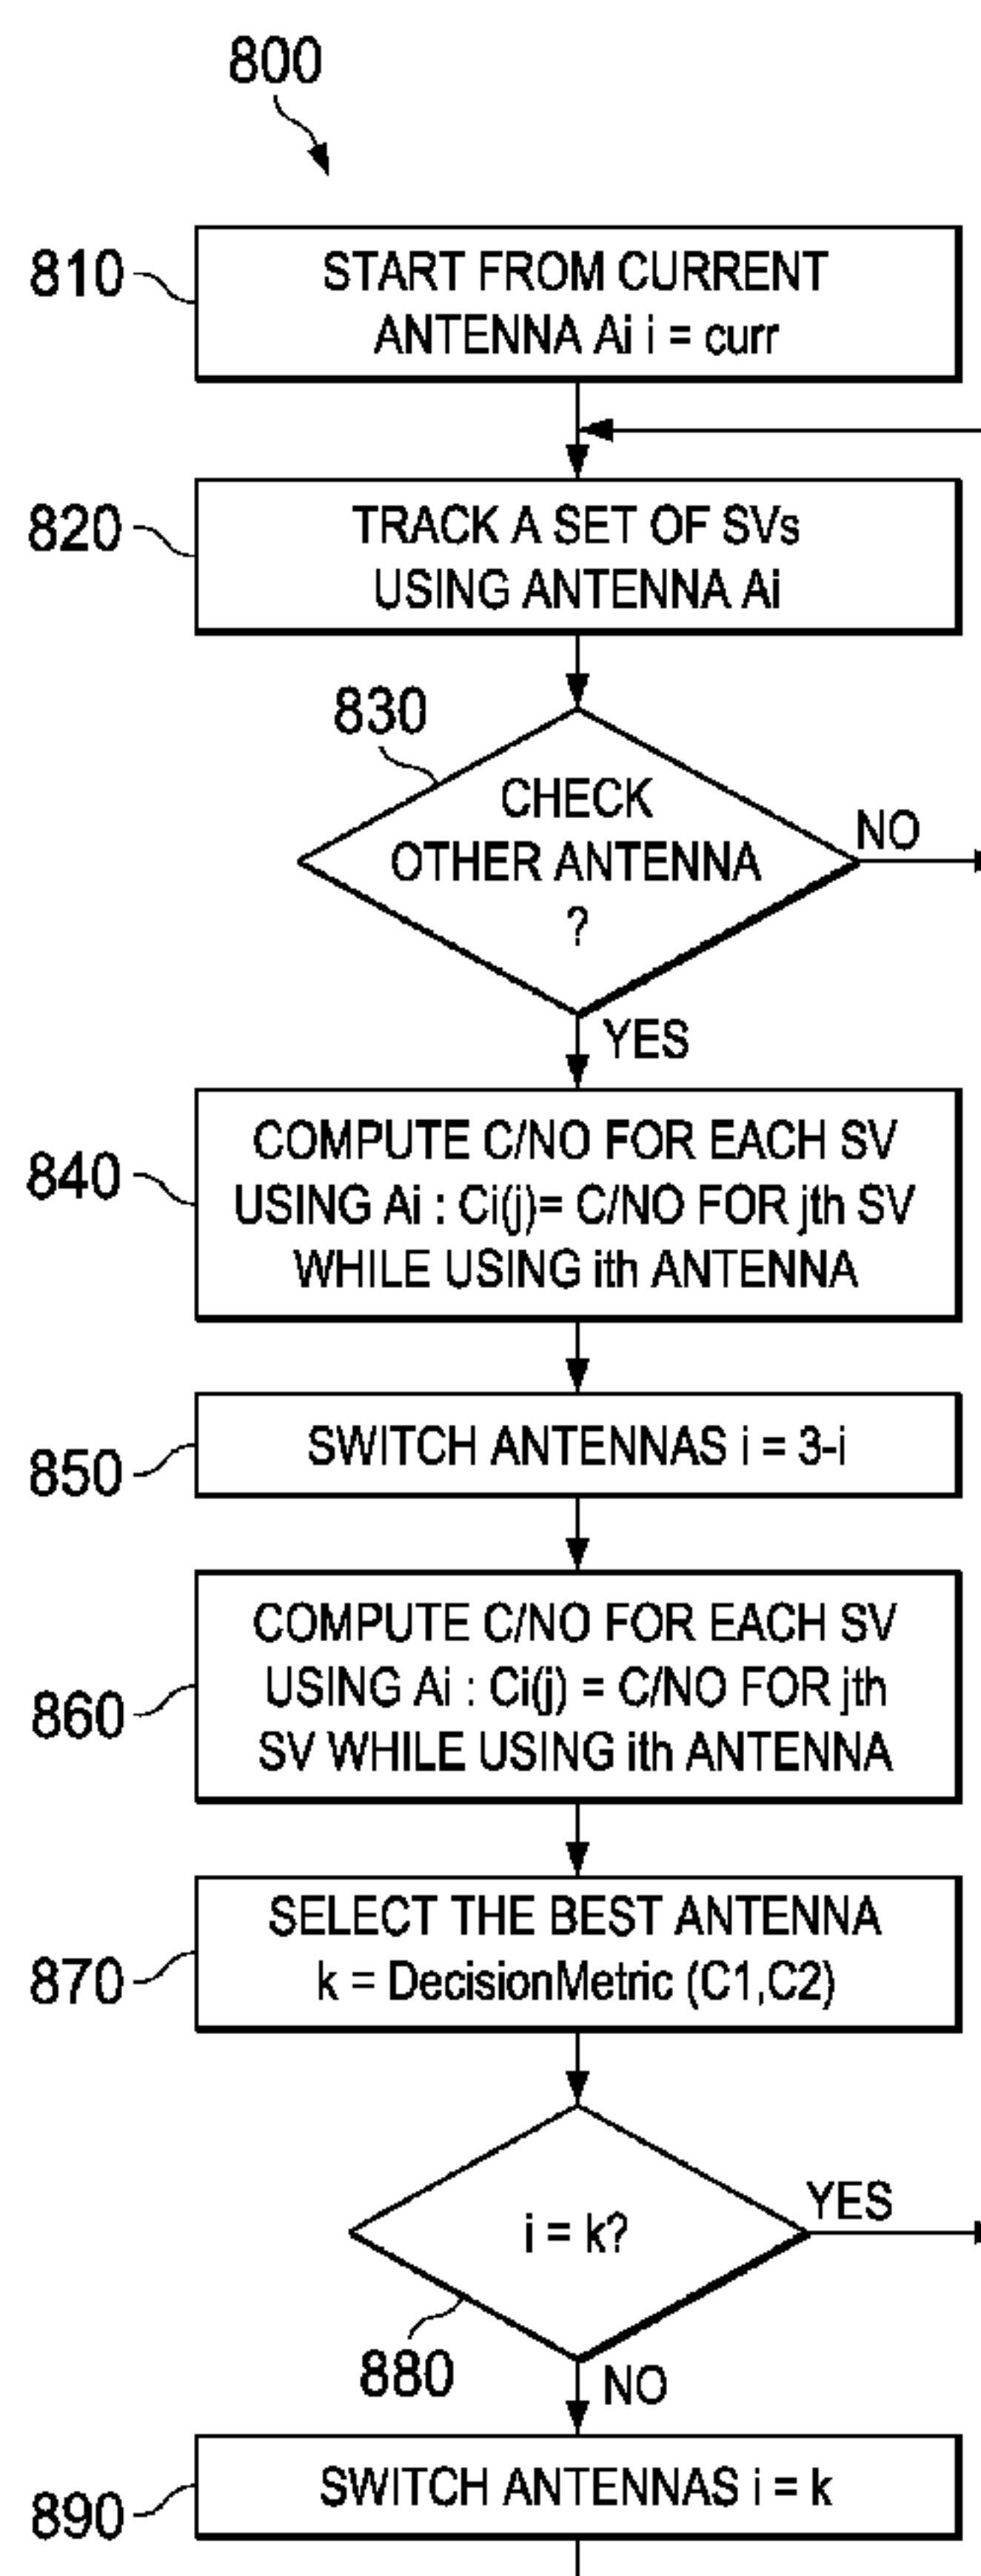 800
810
START FROM CURRENT
ANTENNA Ai i = curr
820
TRACK A SET OF SVs
USING ANTENNA Ai
830
CHECK
OTHER ANTENNA
?
NO
YES
840
COMPUTE C/NO FOR EACH SV
USING Ai : Ci(j)= C/NO FOR jth SV
WHILE USING ith ANTENNA
850
SWITCH ANTENNAS i = 3-i
860
COMPUTE C/NO FOR EACH SV
USING Ai : Ci(j) = C/NO FOR jth
SV WHILE USING ith ANTENNA
870
SELECT THE BEST ANTENNA
k = DecisionMetric (C1,C2)
i = k?
YES
880
NO
890
SWITCH ANTENNAS i = k